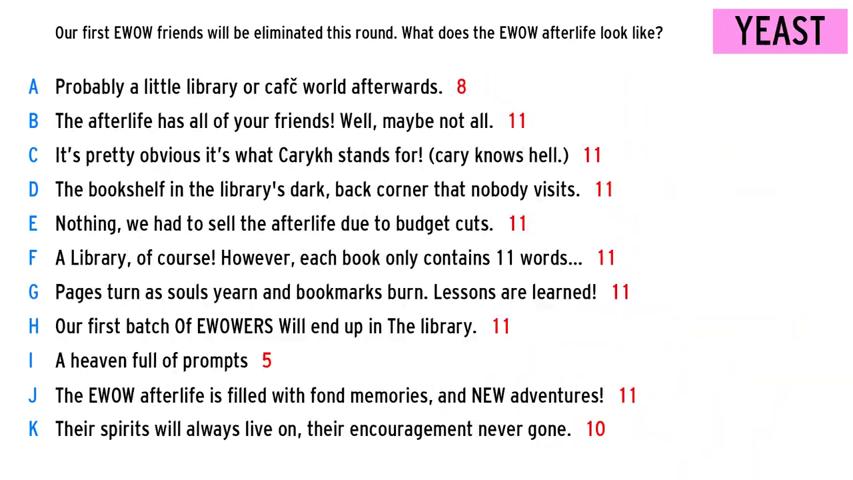 Our first EWOW friends will be eliminated this round. What does the EWOW afterlife look like?
YEAST
A Probably a little library or cafč world afterwards. 8
B The afterlife has all of your friends! Well, maybe not all. 11
C It's pretty obvious it's what Carykh stands for! (cary knows hell.) 11
D The bookshelf in the library's dark, back corner that nobody visits. 11
E Nothing, we had to sell the afterlife due to budget cuts. 11
F A Library, of course! However, each book only contains 11 words... 11
G Pages turn as souls yearn and bookmarks burn. Lessons are learned! 11
H Our first batch Of EWOWERS Will end up in The library. 11
I A heaven full of prompts 5
J The EWOW afterlife is filled with fond memories, and NEW adventures! 11
K Their spirits will always live on, their encouragement never gone. 10